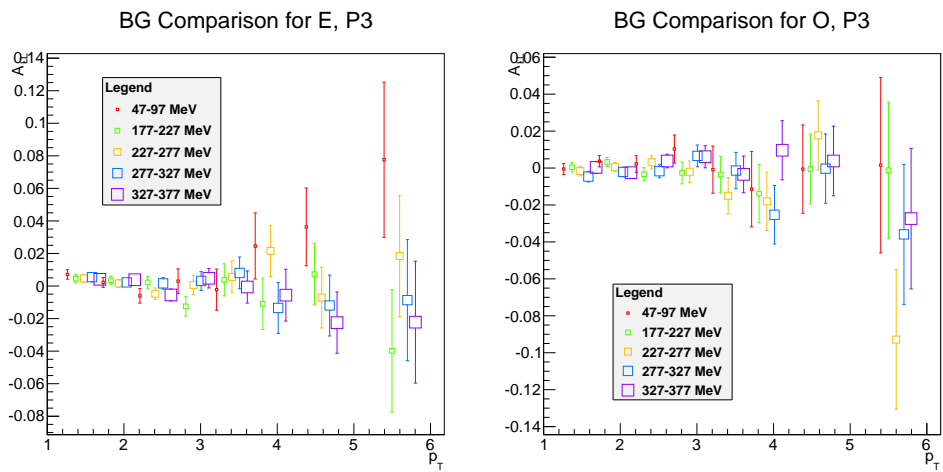 BG Comparison for E, P3
A
0.14
0.12
0.1
0.08
0.06
0.04
0.02
0
-0.02
-0.04
-0.06
-0.08
Legend
47-97 MeV
177-227 MeV
227-277 MeV
277-327 MeV
327-377 MeV
1 2 3 4 5 6
p_T
BG Comparison for O, P3
A
0.06
0.04
0.02
0
-0.02
-0.04
-0.06
-0.08
-0.1
-0.12
-0.14
Legend
47-97 MeV
177-227 MeV
227-277 MeV
277-327 MeV
327-377 MeV
1 2 3 4 5 6
p_T